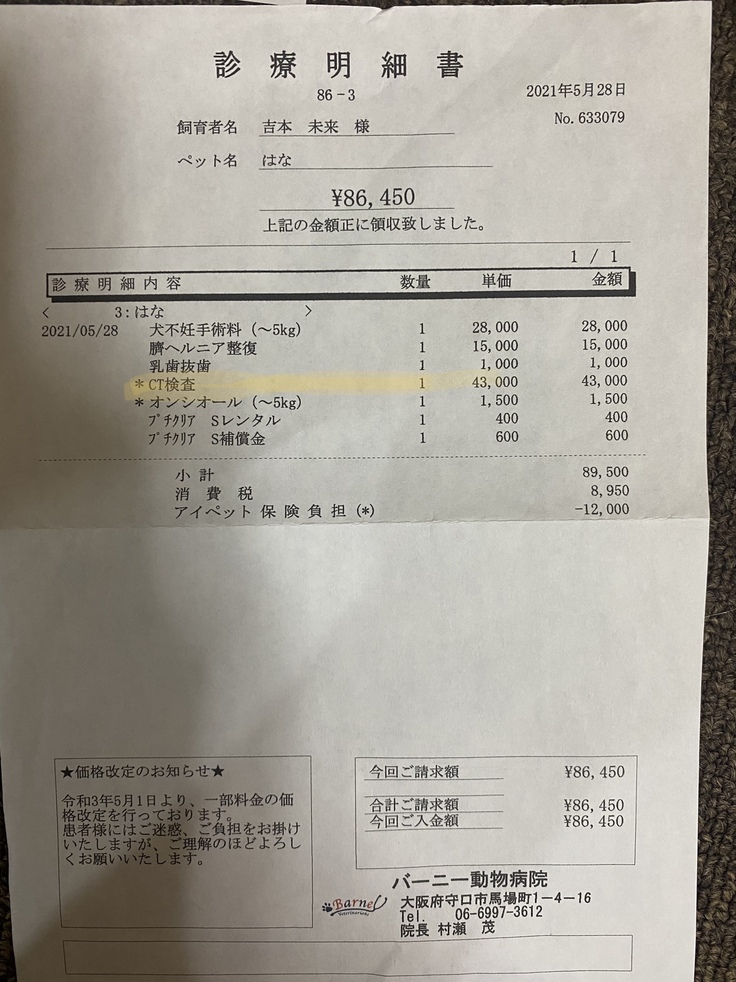 診療明細書
86-3
2021年5月28日
No.633079
飼育者名 吉本 未来 様
ペット名 はな
¥86,450
上記の金額正に領収致しました。
1 / 1
診療明細内容 数量 単価 金額
< 3:はな >
2021/05/28 犬不妊手術料（～5kg） 1 28,000 28,000
臍ヘルニア整復 1 15,000 15,000
乳歯抜歯 1 1,000 1,000
*CT検査 1 43,000 43,000
*オンシオール（～5kg） 1 1,500 1,500
ﾌﾟﾁｸﾘｱ Sレンタル 1 400 400
ﾌﾟﾁｸﾘｱ S補償金 1 600 600
小計 89,500
消費税 8,950
アイペット保険負担(*) -12,000
★価格改定のお知らせ★
令和3年5月1日より、一部料金の価
格改定を行っております。
患者様にはご迷惑、ご負担をお掛け
いたしますが、ご理解のほどよろし
くお願いいたします。
今回ご請求額 ¥86,450
合計ご請求額 ¥86,450
今回ご入金額 ¥86,450
Barney
Veterinarians
バーニー動物病院
大阪府守口市馬場町1-4-16
Tel. 06-6997-3612
院長 村瀬 茂